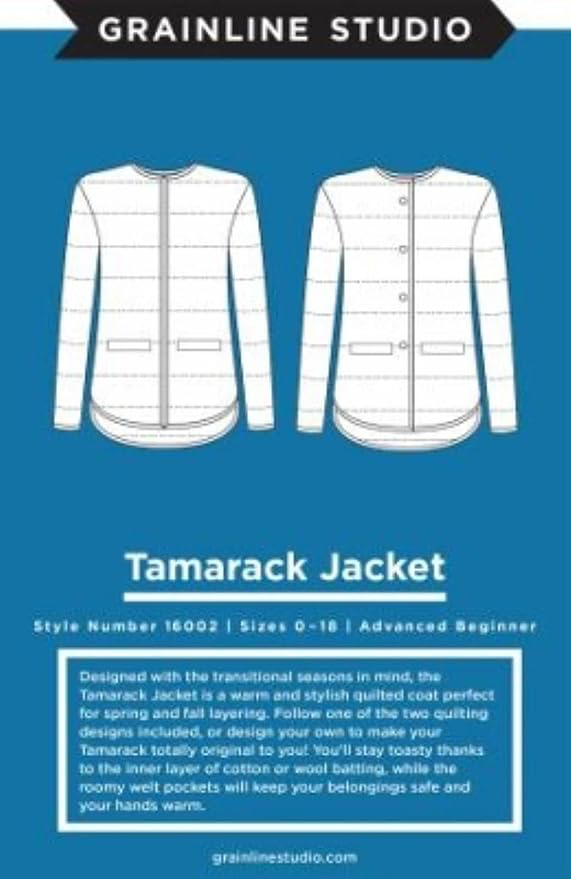 GRAINLINE STUDIO
Tamarack Jacket
Style Number 16002 | Sizes 0-18 | Advanced Beginner
Designed with the transitional seasons in mind, the
Tamarack Jacket is a warm and stylish quilted coat perfect
for spring and fall layering. Follow one of the two quilting
designs included, or design your own to make your
Tamarack totally original to you! You'll stay toasty thanks
to the inner layer of cotton or wool batting, while the
roomy welt pockets will keep your belongings safe and
your hands warm.
grainlinestudio.com